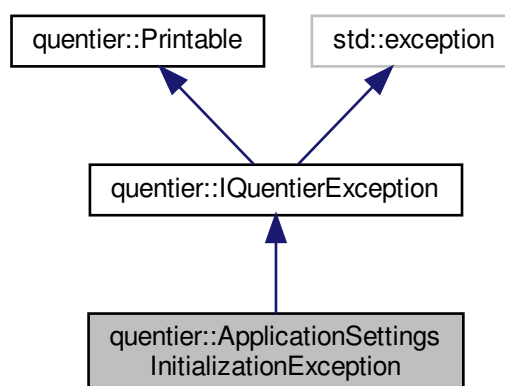 quentier::Printable
std::exception
quentier::IQuentierException
quentier::ApplicationSettings
InitializationException